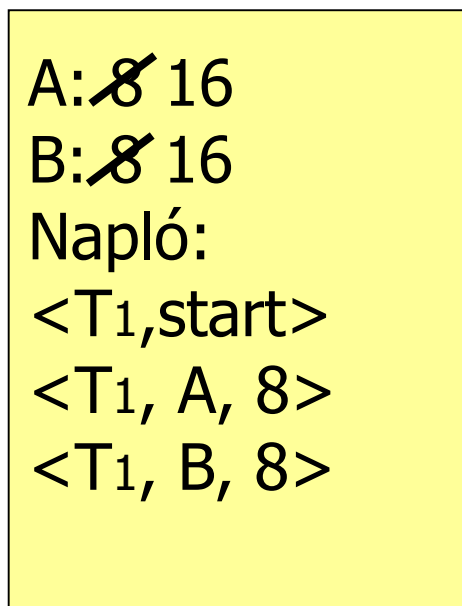 A: 8 16
B: 8 16
Napló:
<T1,start>
<T1, A, 8>
<T1, B, 8>